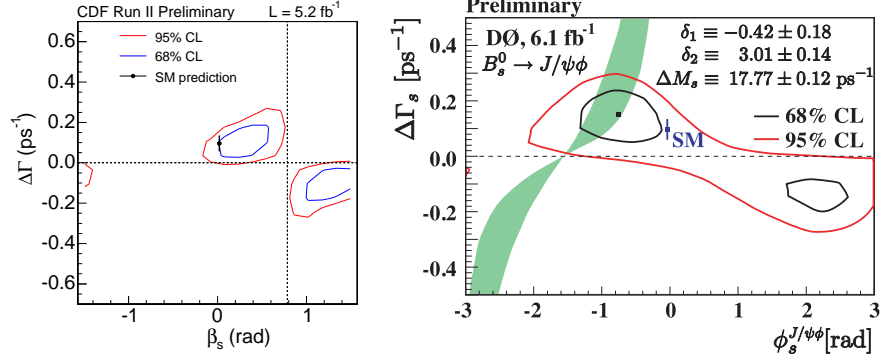 CDF Run II Preliminary L = 5.2 fb⁻¹
95% CL
68% CL
SM prediction
ΔΓ (ps⁻¹)
0.6
0.4
0.2
0.0
-0.2
-0.4
-0.6
-1 0 1
βₛ (rad)
Preliminary
DØ, 6.1 fb⁻¹
Bₛ⁰ → J/ψϕ
δ₁ ≡ −0.42 ± 0.18
δ₂ ≡ 3.01 ± 0.14
ΔMₛ ≡ 17.77 ± 0.12 ps⁻¹
68% CL
95% CL
SM
ΔΓₛ [ps⁻¹]
0.4
0.2
0.0
-0.2
-0.4
-3 -2 -1 0 1 2 3
ϕₛ^{J/ψϕ} [rad]